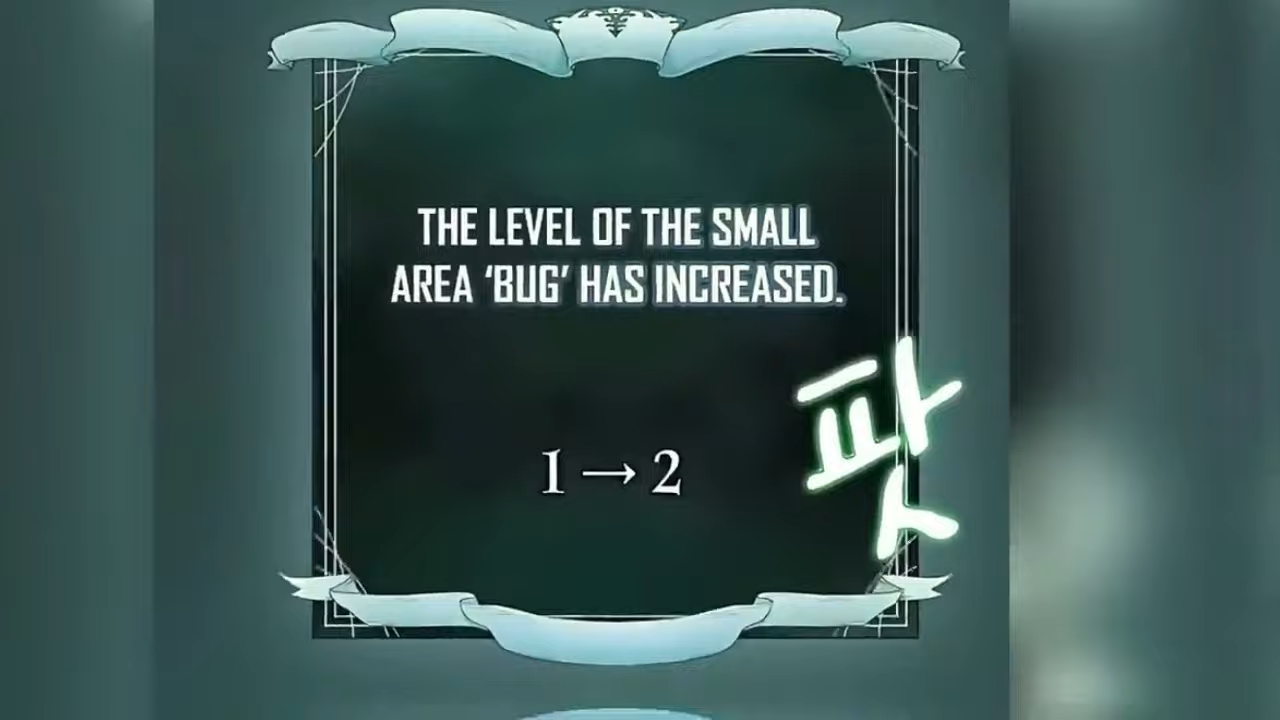 THE LEVEL OF THE SMALL
AREA ‘BUG’ HAS INCREASED.
1→2
팟